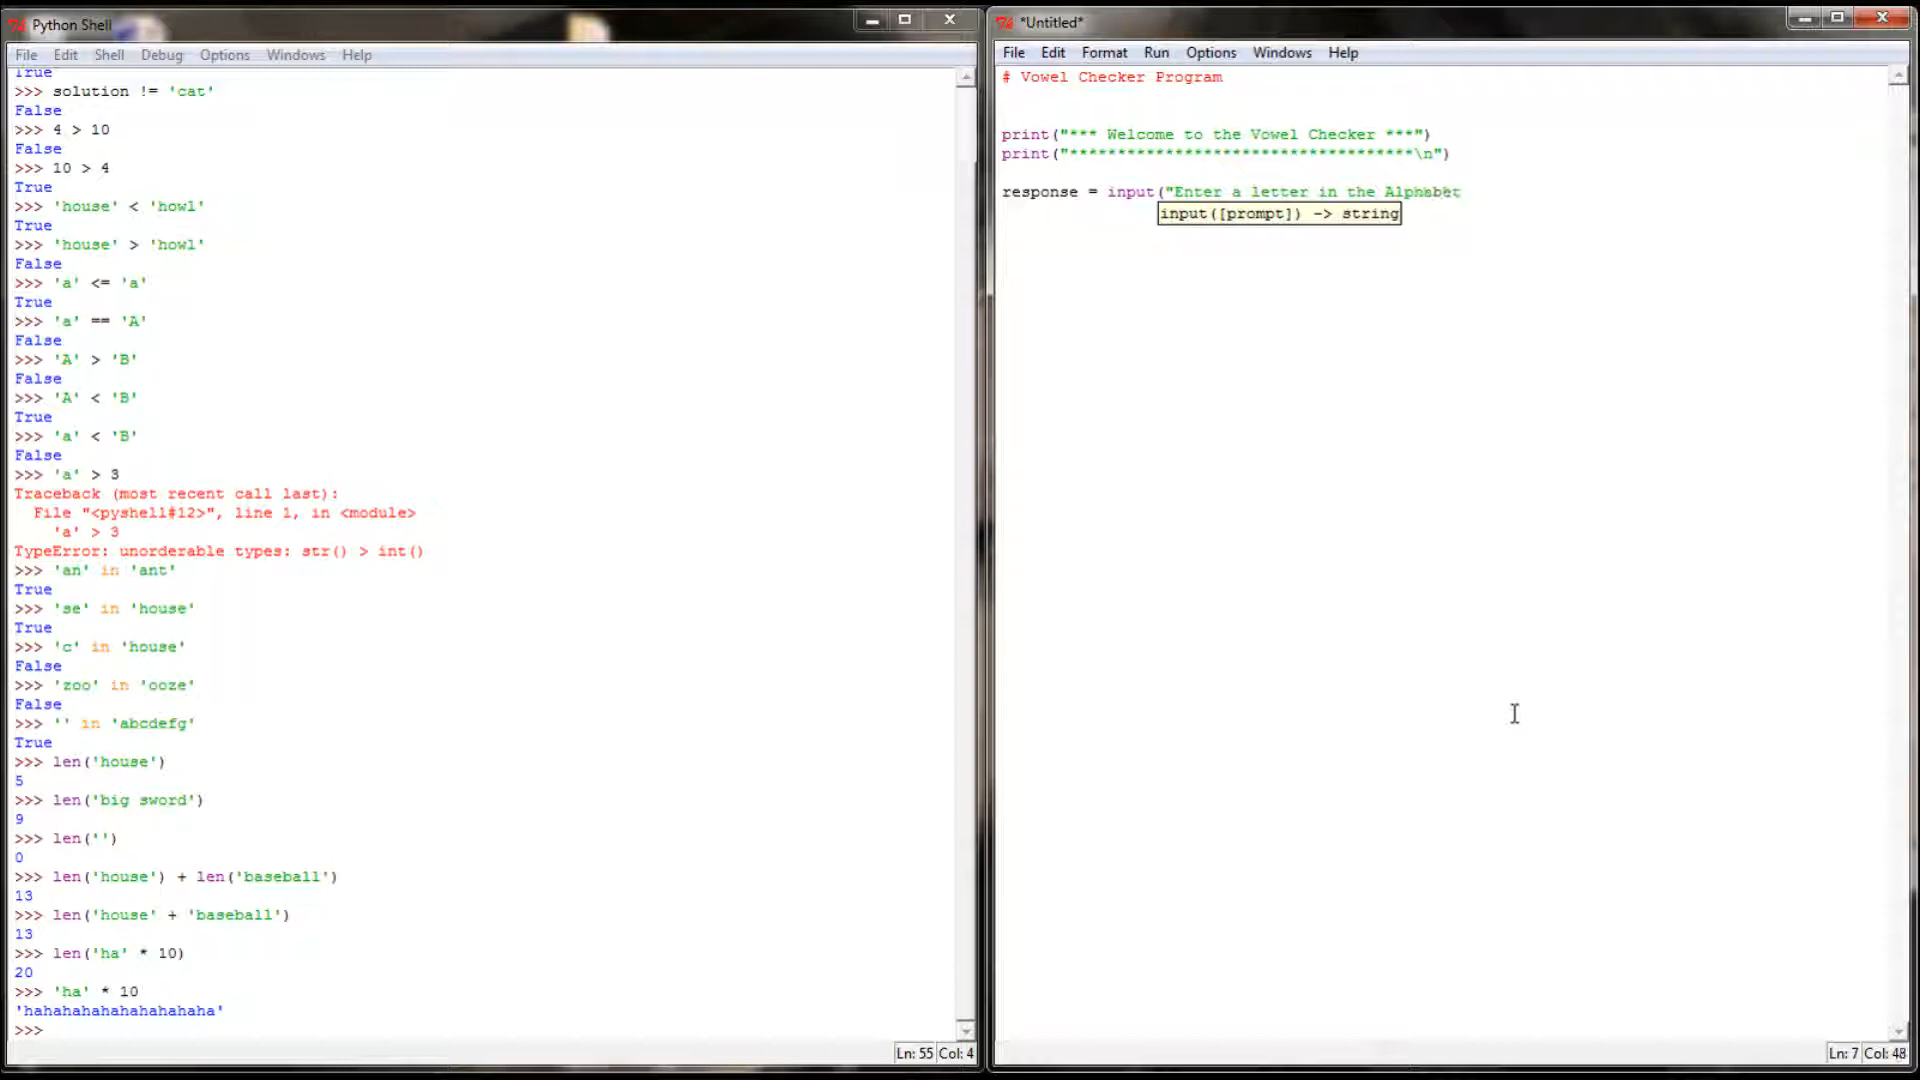 Python Shell
File Edit Shell Debug Options Windows Help
True
>>> solution != 'cat'
False
>>> 4 > 10
False
>>> 10 > 4
True
>>> 'house' < 'howl'
True
>>> 'house' > 'howl'
False
>>> 'a' <= 'a'
True
>>> 'a' == 'A'
False
>>> 'A' > 'B'
False
>>> 'A' < 'B'
True
>>> 'a' < 'B'
False
>>> 'a' > 3
Traceback (most recent call last):
  File "<pyshell#12>", line 1, in <module>
    'a' > 3
TypeError: unorderable types: str() > int()
>>> 'an' in 'ant'
True
>>> 'se' in 'house'
True
>>> 'c' in 'house'
False
>>> 'zoo' in 'ooze'
False
>>> '' in 'abcdefg'
True
>>> len('house')
5
>>> len('big sword')
9
>>> len('')
0
>>> len('house') + len('baseball')
13
>>> len('house' + 'baseball')
13
>>> len('ha' * 10)
20
>>> 'ha' * 10
'hahahahahahahahahaha'
>>>
Ln: 55 Col: 4
*Untitled*
File Edit Format Run Options Windows Help
# Vowel Checker Program
print("*** Welcome to the Vowel Checker ***")
print("************************************\n")
response = input("Enter a letter in the Alphabet
input([prompt]) -> string
Ln: 7 Col: 48